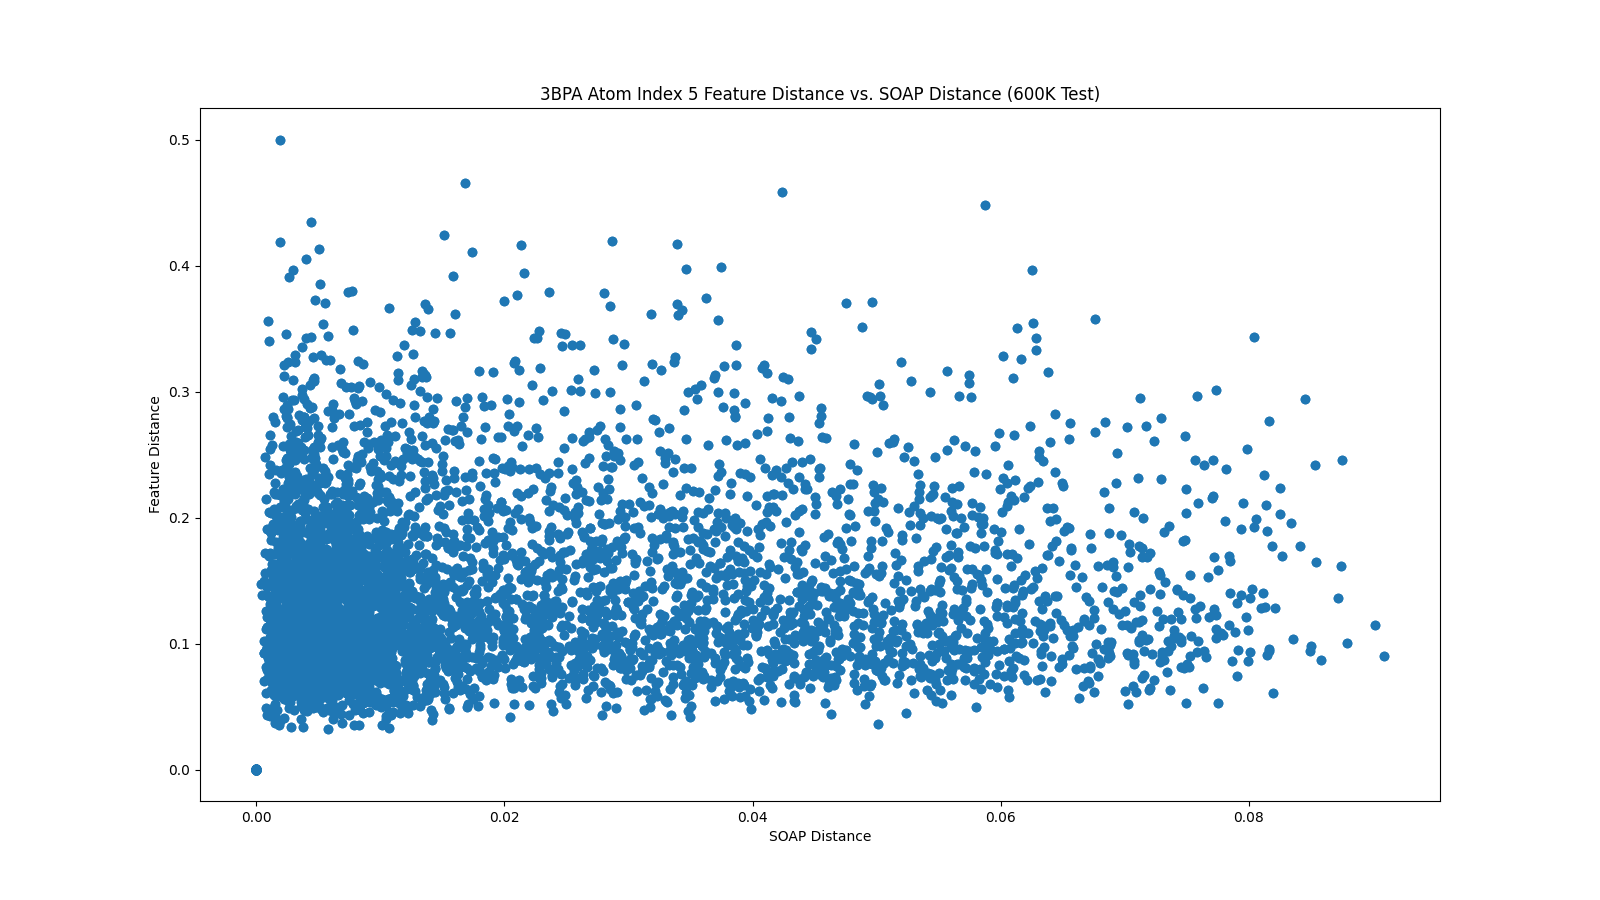 3BPA Atom Index 5 Feature Distance vs. SOAP Distance (600K Test)
0.5
0.4
0.3
0.2
0.1
0.0
Feature Distance
0.00 0.02 0.04 0.06 0.08
SOAP Distance